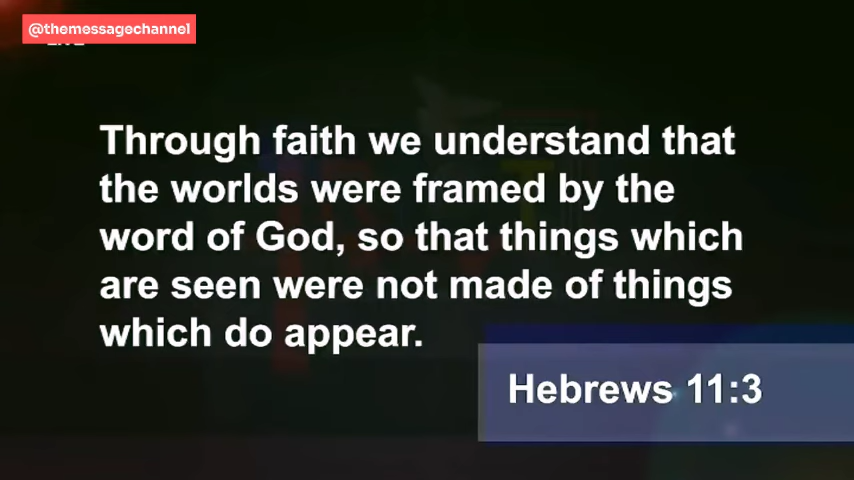 @themessagechannel
Through faith we understand that
the worlds were framed by the
word of God, so that things which
are seen were not made of things
which do appear.
Hebrews 11:3